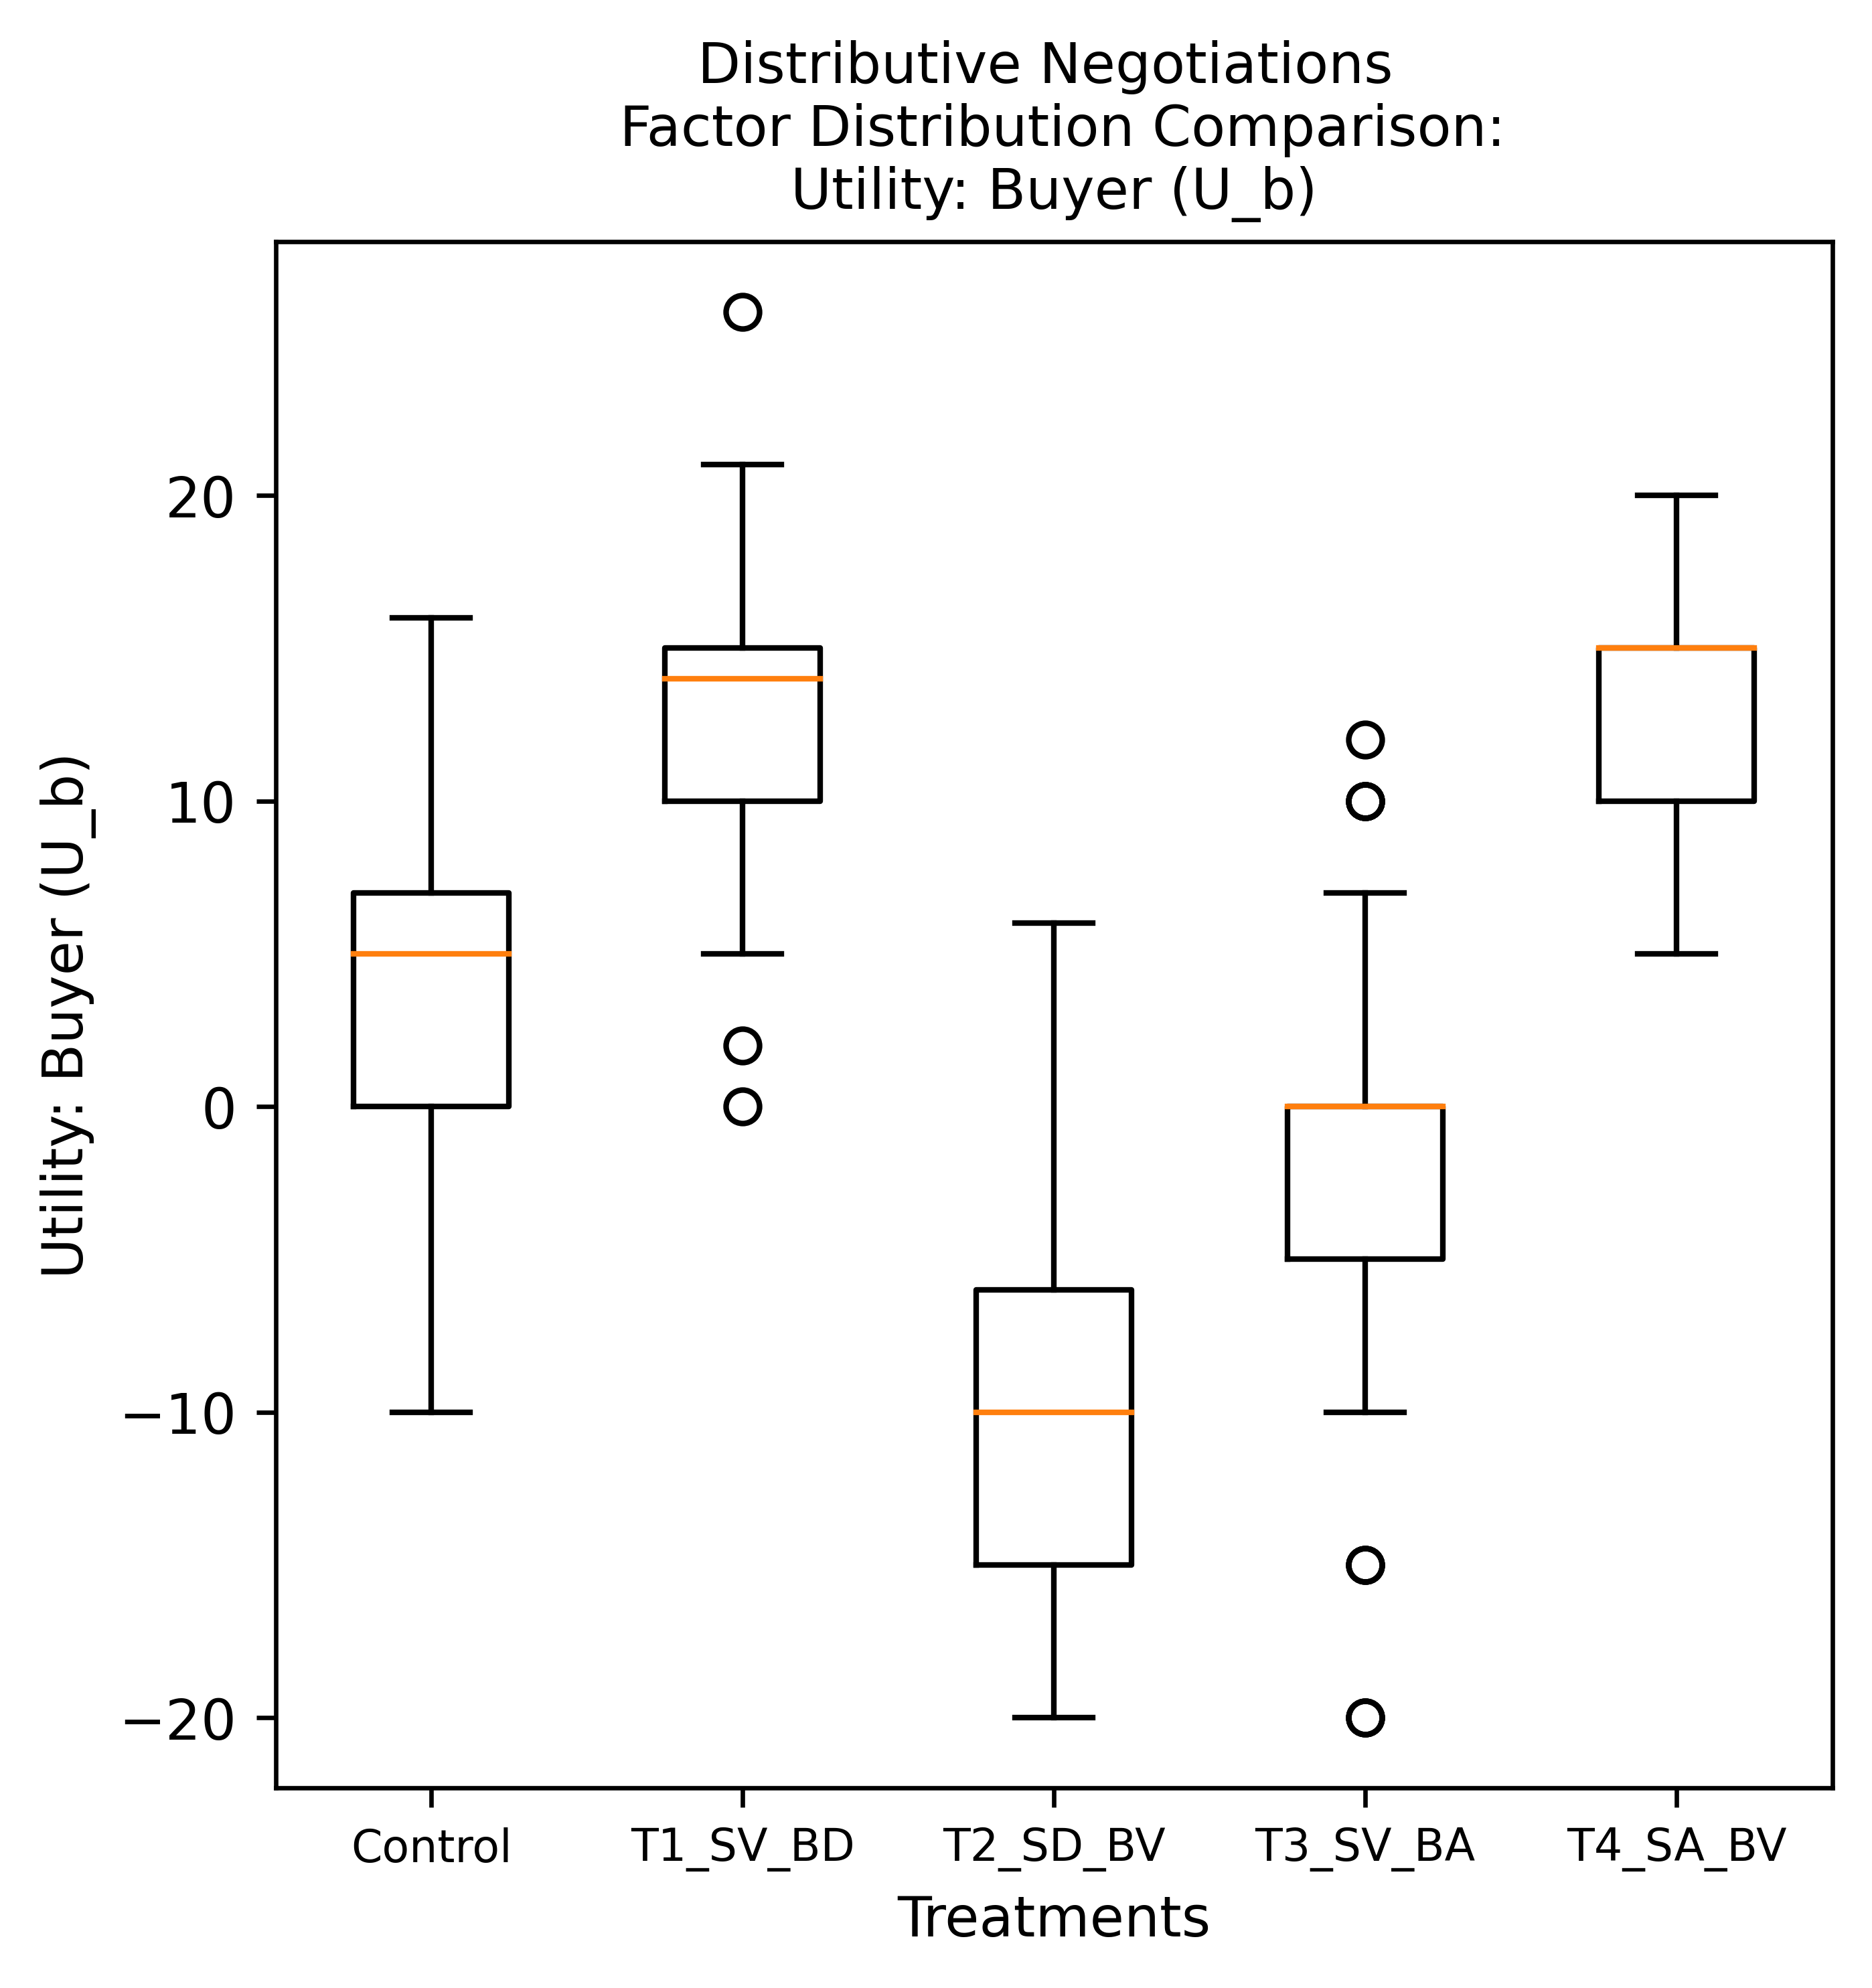 Distributive Negotiations
Factor Distribution Comparison:
Utility: Buyer (U_b)
Utility: Buyer (U_b)
20
10
0
−10
−20
Control
T1_SV_BD
T2_SD_BV
T3_SV_BA
T4_SA_BV
Treatments